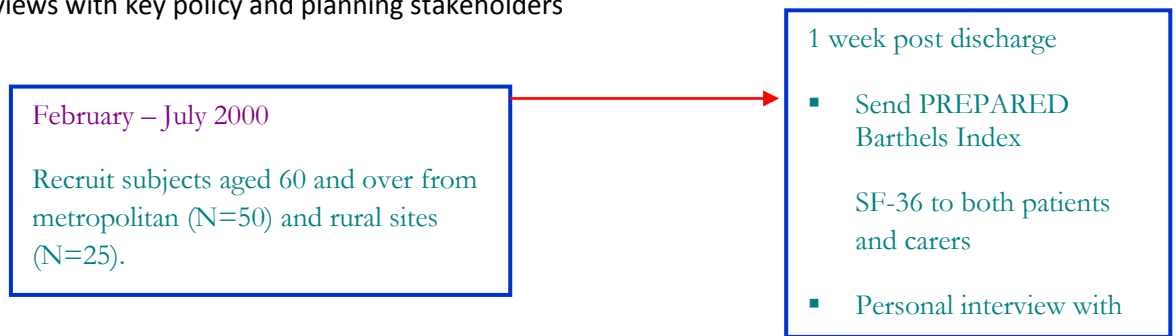 views with key policy and planning stakeholders
February – July 2000
Recruit subjects aged 60 and over from
metropolitan (N=50) and rural sites
(N=25).
1 week post discharge
▪ Send PREPARED
Barthels Index
SF-36 to both patients
and carers
▪ Personal interview with